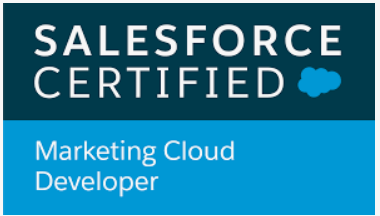 SALESFORCE
CERTIFIED
Marketing Cloud
Developer